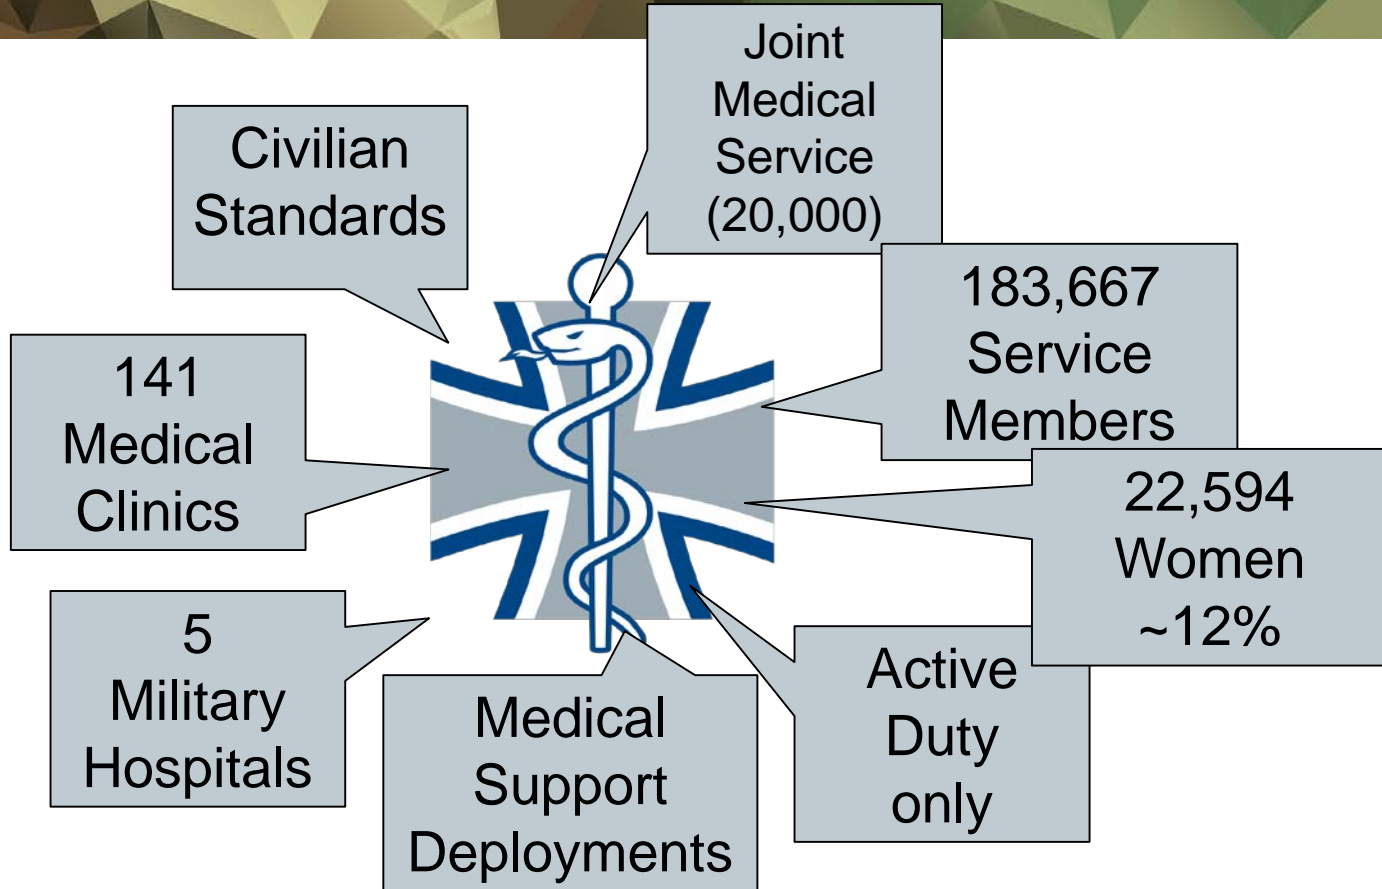 Joint
Medical
Service
(20,000)
Civilian
Standards
183,667
Service
Members
141
Medical
Clinics
22,594
Women
~12%
5
Military
Hospitals
Active
Duty
only
Medical
Support
Deployments